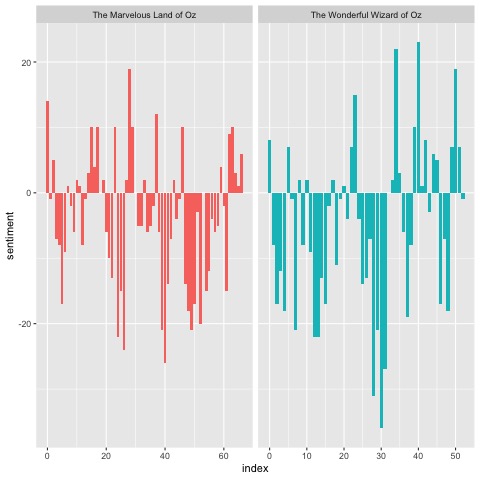 The Marvelous Land of Oz
The Wonderful Wizard of Oz
20
0
-20
sentiment
0 20 40 60
0 10 20 30 40 50
index